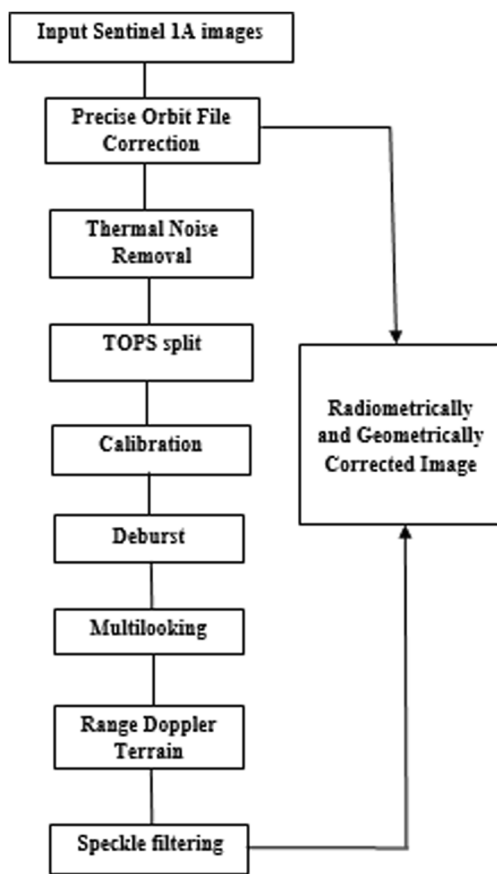 Input Sentinel 1A images
Precise Orbit File
Correction
Thermal Noise
Removal
TOPS split
Calibration
Deburst
Multilooking
Range Doppler
Terrain
Speckle filtering
Radiometrically
and Geometrically
Corrected Image